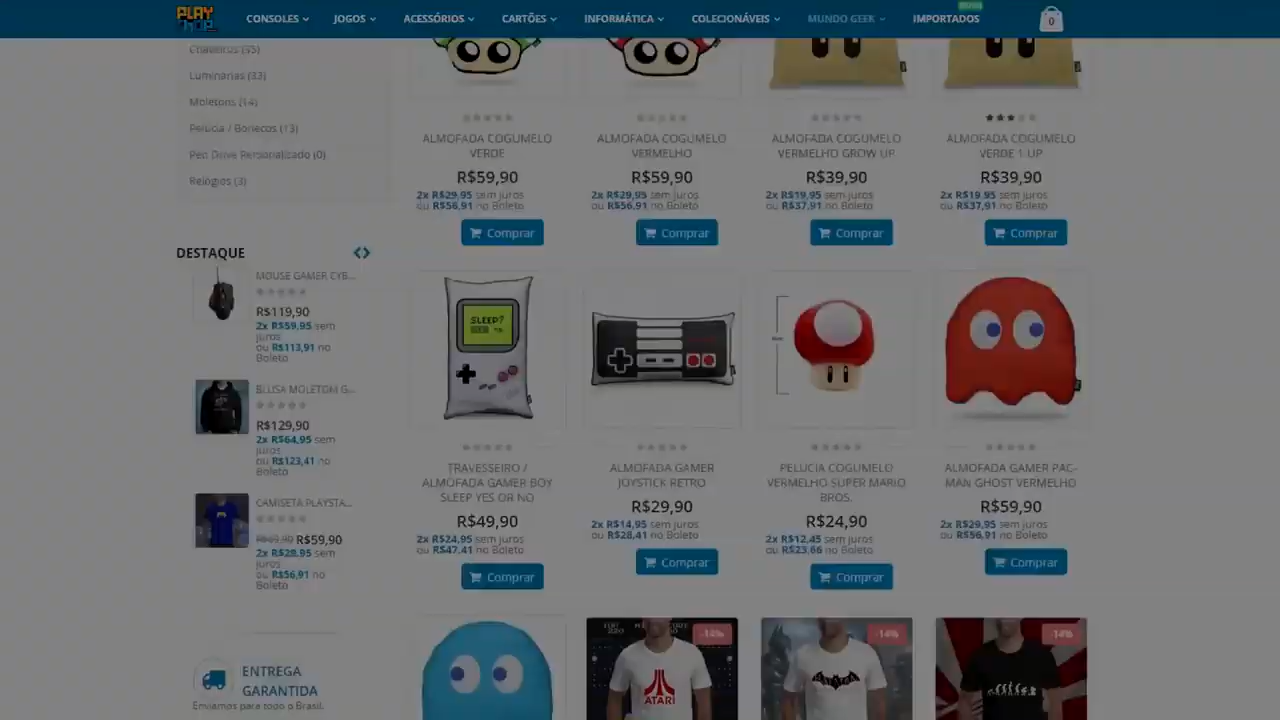 PLAY
CONSOLES
JOGOS
ACESSÓRIOS
CARTÕES
INFORMÁTICA
COLECIONÁVEIS
MUNDO GEEK
IMPORTADOS
0
Chaveiros (55)
Luminárias (33)
Moletons (14)
Pelúcia / Bonecos (13)
Pen Drive Personalizado (0)
Relógios (3)
ALMOFADA COGUMELO
VERDE
R$59,90
2x R$29,95 sem juros
ou R$56,91 no Boleto
Comprar
ALMOFADA COGUMELO
VERMELHO
R$59,90
2x R$29,95 sem juros
ou R$56,91 no Boleto
Comprar
ALMOFADA COGUMELO
VERMELHO GROW UP
R$39,90
2x R$19,95 sem juros
ou R$37,91 no Boleto
Comprar
ALMOFADA COGUMELO
VERDE 1 UP
R$39,90
2x R$19,95 sem juros
ou R$37,91 no Boleto
Comprar
DESTAQUE
MOUSE GAMER CYB...
R$119,90
2x R$59,95 sem
juros
ou R$113,91 no
Boleto
BLUSA MOLETOM G...
R$129,90
2x R$64,95 sem
juros
ou R$123,41 no
Boleto
CAMISETA PLAYSTA...
R$69,90 R$59,90
2x R$29,95 sem
juros
ou R$56,91 no
Boleto
SLEEP?
TRAVESSEIRO /
ALMOFADA GAMER BOY
SLEEP YES OR NO
R$49,90
2x R$24,95 sem juros
ou R$47,41 no Boleto
Comprar
ALMOFADA GAMER
JOYSTICK RETRO
R$29,90
2x R$14,95 sem juros
ou R$28,41 no Boleto
Comprar
PELUCIA COGUMELO
VERMELHO SUPER MARIO
BROS.
R$24,90
2x R$12,45 sem juros
ou R$23,66 no Boleto
Comprar
ALMOFADA GAMER PAC-
MAN GHOST VERMELHO
R$59,90
2x R$29,95 sem juros
ou R$56,91 no Boleto
Comprar
-14%
ATARI
-14%
-14%
ENTREGA
GARANTIDA
Enviamos para todo o Brasil.